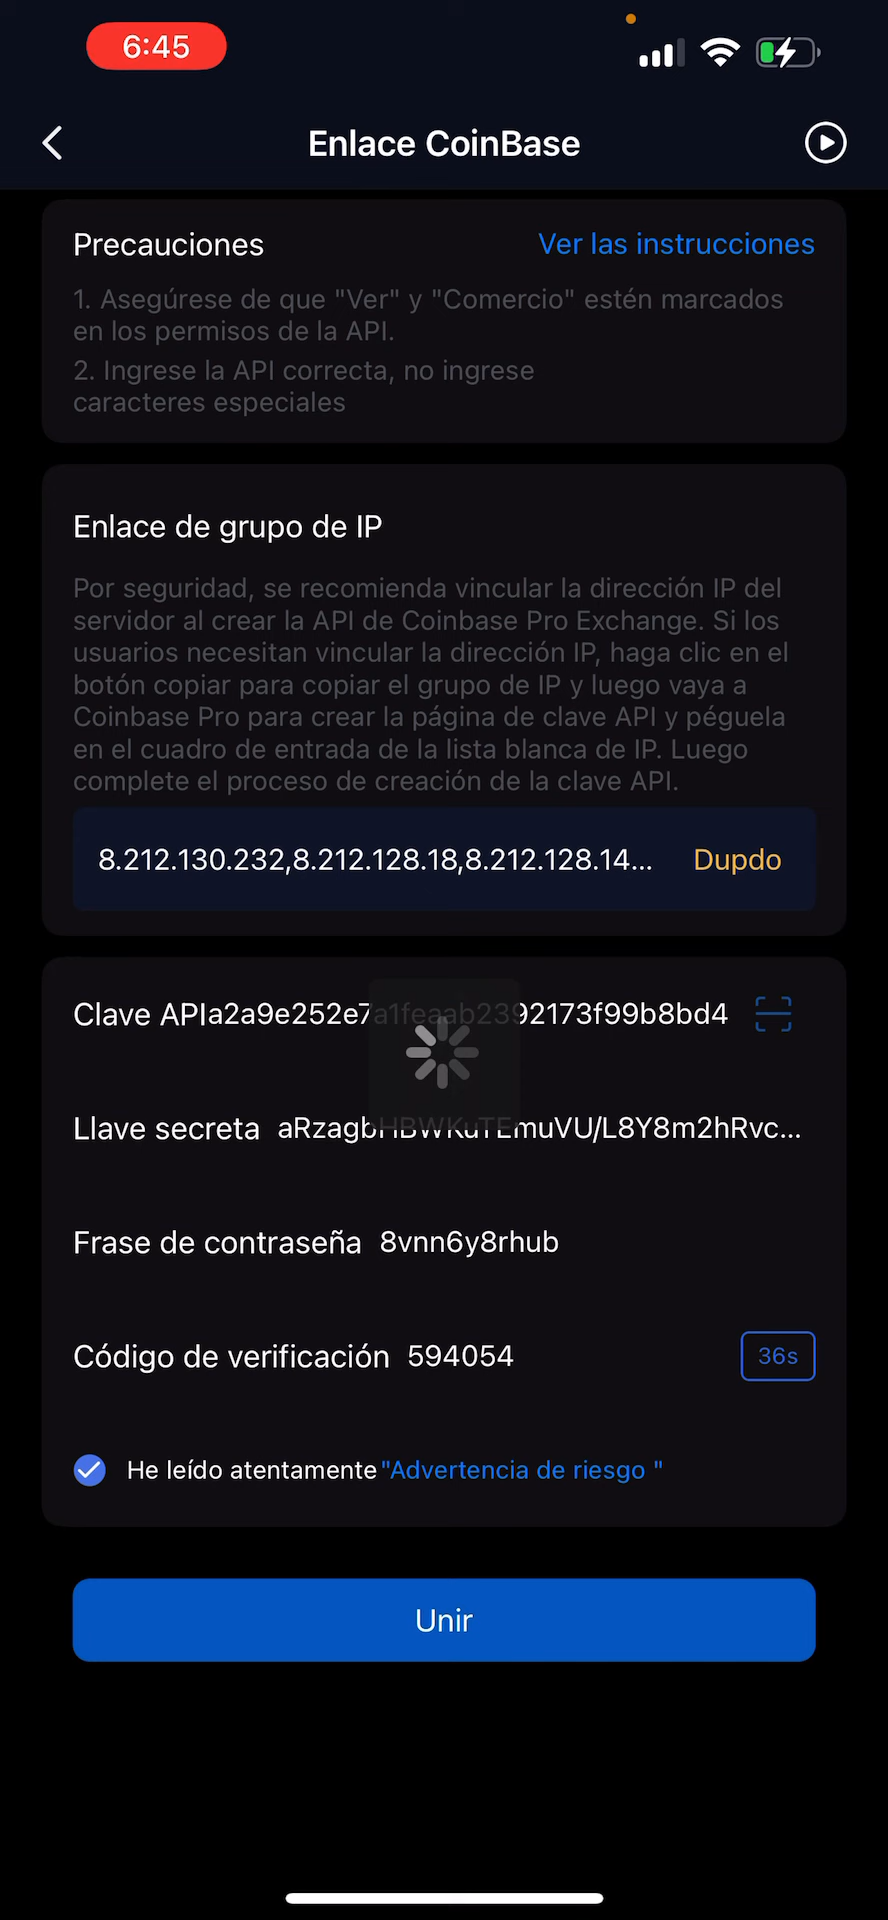 6:45
Enlace CoinBase
Precauciones
Ver las instrucciones
1. Asegúrese de que "Ver" y "Comercio" estén marcados
en los permisos de la API.
2. Ingrese la API correcta, no ingrese
caracteres especiales
Enlace de grupo de IP
Por seguridad, se recomienda vincular la dirección IP del
servidor al crear la API de Coinbase Pro Exchange. Si los
usuarios necesitan vincular la dirección IP, haga clic en el
botón copiar para copiar el grupo de IP y luego vaya a
Coinbase Pro para crear la página de clave API y péguela
en el cuadro de entrada de la lista blanca de IP. Luego
complete el proceso de creación de la clave API.
8.212.130.232,8.212.128.18,8.212.128.14...
Dupdo
Clave APIa2a9e252e7a1feaab2392173f99b8bd4
Llave secreta aRzagbHBWKuTEmuVU/L8Y8m2hRvc...
Frase de contraseña 8vnn6y8rhub
Código de verificación 594054
36s
He leído atentamente "Advertencia de riesgo "
Unir